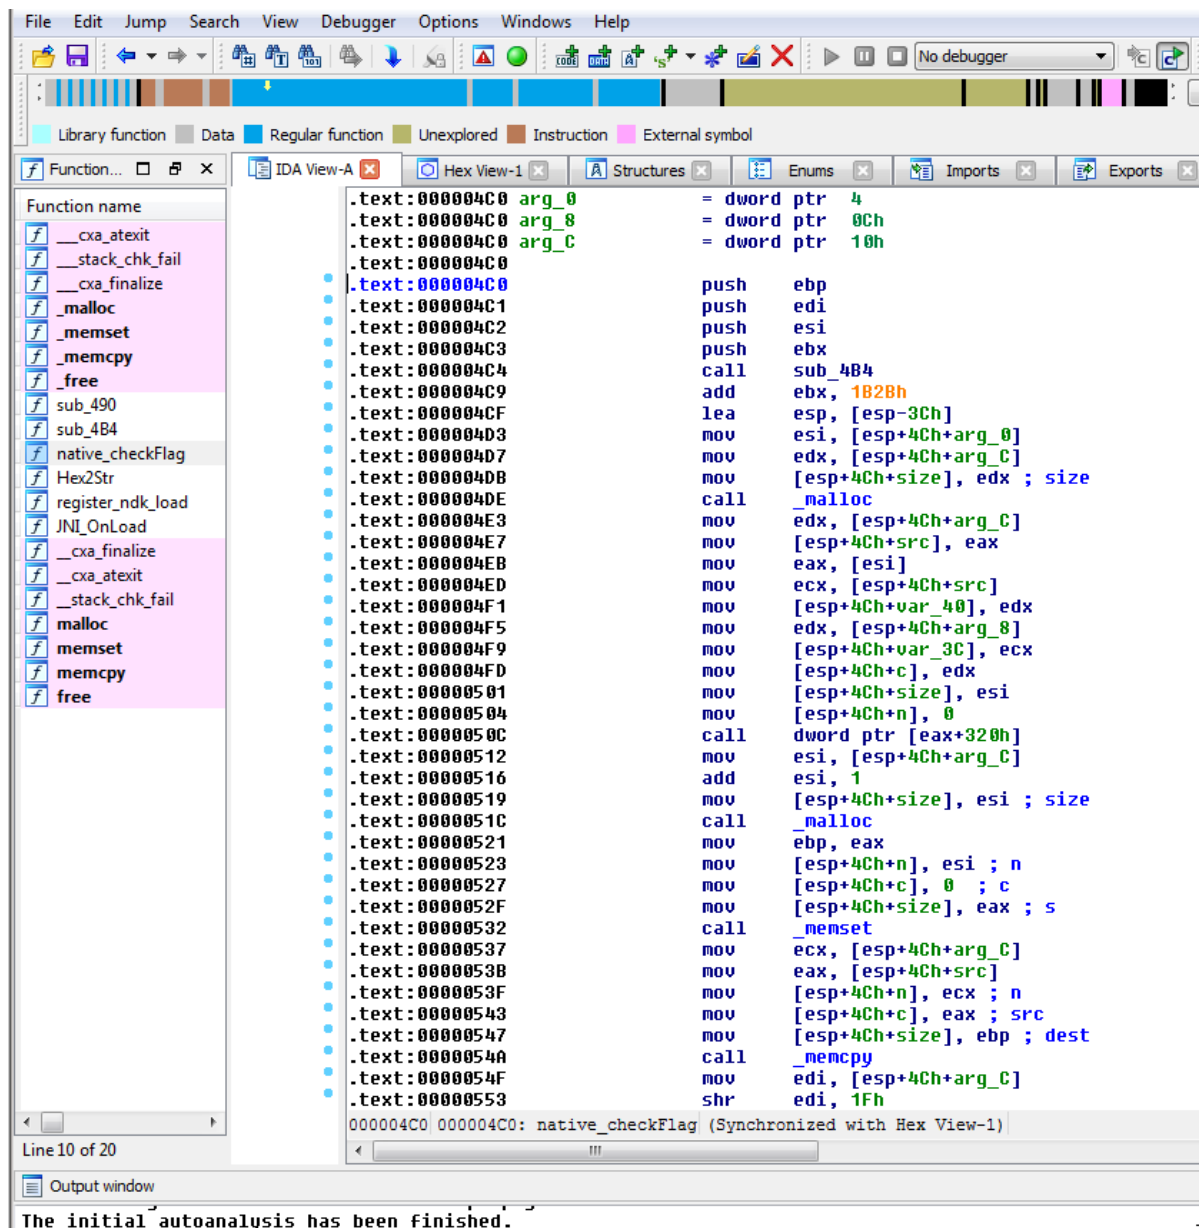 File Edit Jump Search View Debugger Options Windows Help
No debugger
Library function Data Regular function Unexplored Instruction External symbol
Function... IDA View-A Hex View-1 Structures Enums Imports Exports
Function name
___cxa_atexit
___stack_chk_fail
___cxa_finalize
_malloc
_memset
_memcpy
_free
sub_490
sub_4B4
native_checkFlag
Hex2Str
register_ndk_load
JNI_OnLoad
__cxa_finalize
__cxa_atexit
__stack_chk_fail
malloc
memset
memcpy
free
Line 10 of 20
.text:000004C0 arg_0 = dword ptr 4
.text:000004C0 arg_8 = dword ptr 0Ch
.text:000004C0 arg_C = dword ptr 10h
.text:000004C0
.text:000004C0 push ebp
.text:000004C1 push edi
.text:000004C2 push esi
.text:000004C3 push ebx
.text:000004C4 call sub_4B4
.text:000004C9 add ebx, 1B2Bh
.text:000004CF lea esp, [esp-3Ch]
.text:000004D3 mov esi, [esp+4Ch+arg_0]
.text:000004D7 mov edx, [esp+4Ch+arg_C]
.text:000004DB mov [esp+4Ch+size], edx ; size
.text:000004DE call _malloc
.text:000004E3 mov edx, [esp+4Ch+arg_C]
.text:000004E7 mov [esp+4Ch+src], eax
.text:000004EB mov eax, [esi]
.text:000004ED mov ecx, [esp+4Ch+src]
.text:000004F1 mov [esp+4Ch+var_40], edx
.text:000004F5 mov edx, [esp+4Ch+arg_8]
.text:000004F9 mov [esp+4Ch+var_3C], ecx
.text:000004FD mov [esp+4Ch+c], edx
.text:00000501 mov [esp+4Ch+size], esi
.text:00000504 mov [esp+4Ch+n], 0
.text:0000050C call dword ptr [eax+320h]
.text:00000512 mov esi, [esp+4Ch+arg_C]
.text:00000516 add esi, 1
.text:00000519 mov [esp+4Ch+size], esi ; size
.text:0000051C call _malloc
.text:00000521 mov ebp, eax
.text:00000523 mov [esp+4Ch+n], esi ; n
.text:00000527 mov [esp+4Ch+c], 0 ; c
.text:0000052F mov [esp+4Ch+size], eax ; s
.text:00000532 call _memset
.text:00000537 mov ecx, [esp+4Ch+arg_C]
.text:0000053B mov eax, [esp+4Ch+src]
.text:0000053F mov [esp+4Ch+n], ecx ; n
.text:00000543 mov [esp+4Ch+c], eax ; src
.text:00000547 mov [esp+4Ch+size], ebp ; dest
.text:0000054A call _memcpy
.text:0000054F mov edi, [esp+4Ch+arg_C]
.text:00000553 shr edi, 1Fh
000004C0 000004C0: native_checkFlag (Synchronized with Hex View-1)
Output window
The initial autoanalysis has been finished.